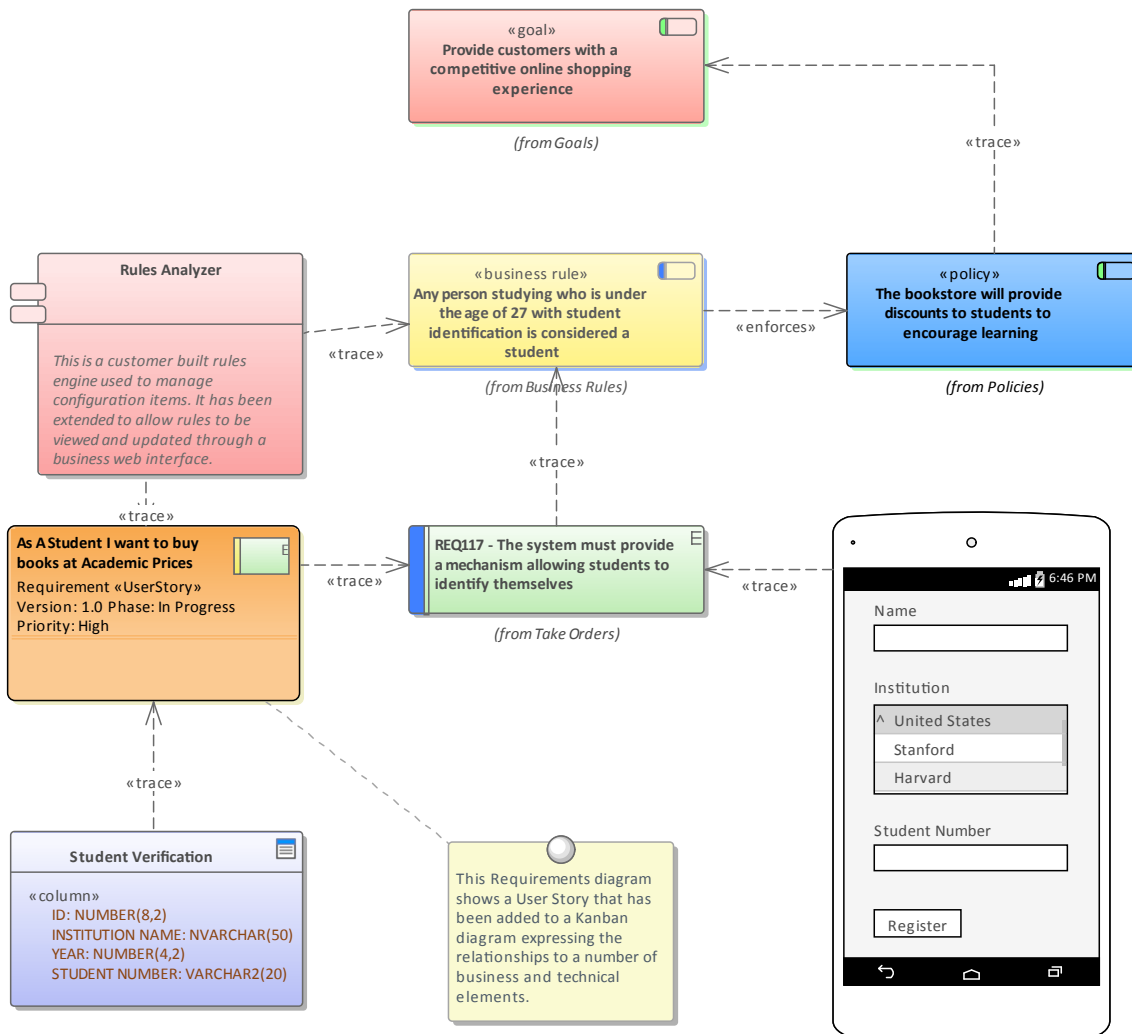 «goal»
Provide customers with a
competitive online shopping
experience
(from Goals)
«trace»
Rules Analyzer
This is a customer built rules
engine used to manage
configuration items. It has been
extended to allow rules to be
viewed and updated through a
business web interface.
«trace»
«business rule»
Any person studying who is under
the age of 27 with student
identification is considered a
student
(from Business Rules)
«enforces»
«policy»
The bookstore will provide
discounts to students to
encourage learning
(from Policies)
«trace»
«trace»
As A Student I want to buy
books at Academic Prices
Requirement «UserStory»
Version: 1.0 Phase: In Progress
Priority: High
E
«trace»
REQ117 - The system must provide
a mechanism allowing students to
identify themselves
E
(from Take Orders)
«trace»
6:46 PM
Name
Institution
^ United States
Stanford
Harvard
Student Number
Register
«trace»
Student Verification
«column»
ID: NUMBER(8,2)
INSTITUTION NAME: NVARCHAR(50)
YEAR: NUMBER(4,2)
STUDENT NUMBER: VARCHAR2(20)
This Requirements diagram
shows a User Story that has
been added to a Kanban
diagram expressing the
relationships to a number of
business and technical
elements.